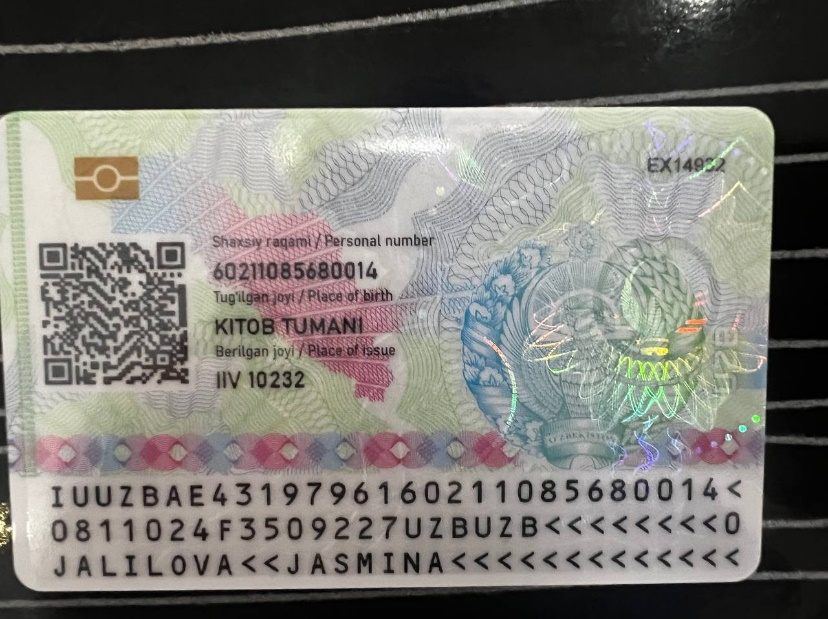 EX14932
Shaxsiy raqami / Personal number
60211085680014
Tug'ilgan joyi / Place of birth
KITOB TUMANI
Berilgan joyi / Place of issue
IIV 10232
IUUZBAE4319796160211085680014<
0811024F3509227UZBUZB<<<<<<<<0
JALILOVA<<JASMINA<<<<<<<<<<<<<